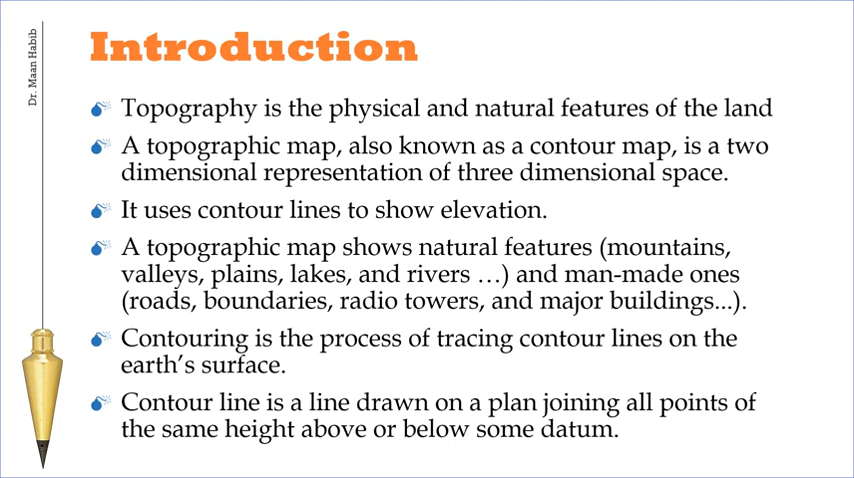 Dr. Maan Habib
Introduction
Topography is the physical and natural features of the land
A topographic map, also known as a contour map, is a two
dimensional representation of three dimensional space.
It uses contour lines to show elevation.
A topographic map shows natural features (mountains,
valleys, plains, lakes, and rivers …) and man-made ones
(roads, boundaries, radio towers, and major buildings...).
Contouring is the process of tracing contour lines on the
earth’s surface.
Contour line is a line drawn on a plan joining all points of
the same height above or below some datum.